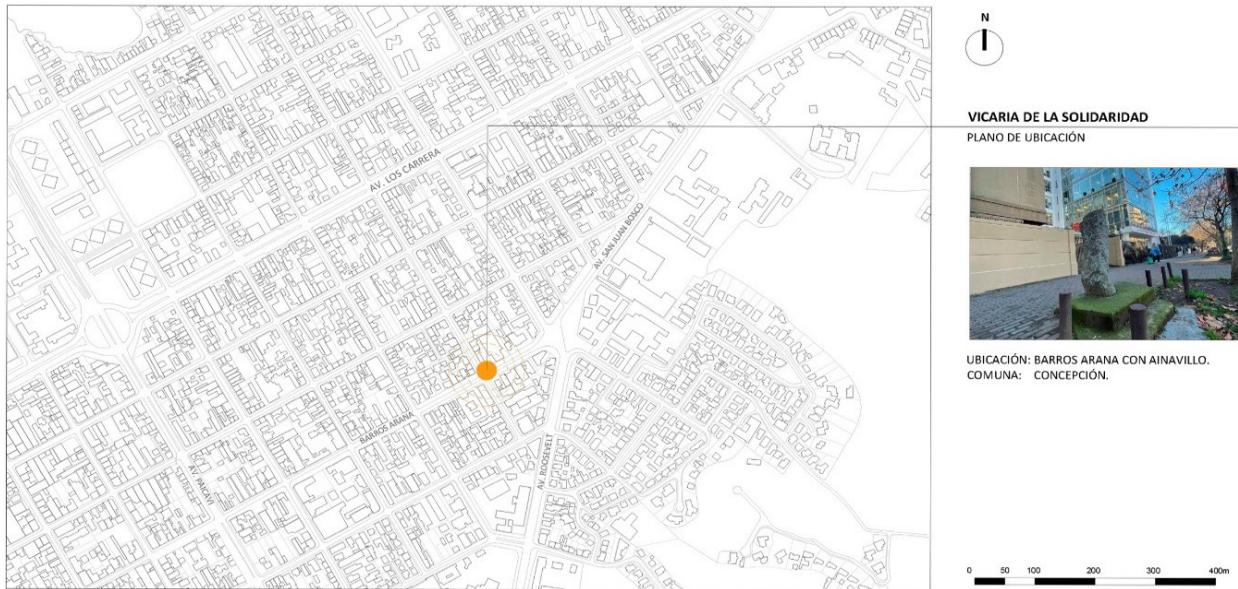 N
VICARIA DE LA SOLIDARIDAD
PLANO DE UBICACIÓN
AV. LOS CARRERA
AV. SAN JUAN BOSCO
BARROS ARANA
AV. ROOSEVELT
AV. PAICAVI
UBICACIÓN: BARROS ARANA CON AINAVILLO.
COMUNA: CONCEPCIÓN.
0 50 100 200 300 400m